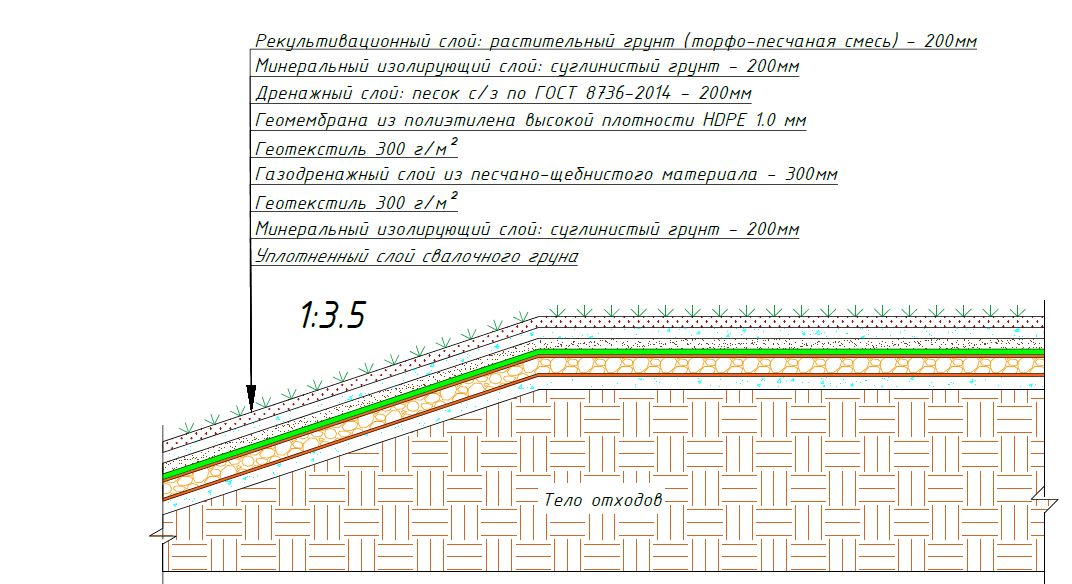 Рекультивационный слой: растительный грунт (торфо-песчаная смесь) - 200мм
Минеральный изолирующий слой: суглинистый грунт - 200мм
Дренажный слой: песок с/з по ГОСТ 8736-2014 - 200мм
Геомембрана из полиэтилена высокой плотности HDPE 1.0 мм
Геотекстиль 300 г/м²
Газодренажный слой из песчано-щебнистого материала - 300мм
Геотекстиль 300 г/м²
Минеральный изолирующий слой: суглинистый грунт - 200мм
Уплотненный слой свалочного груна
1:3.5
Тело отходов